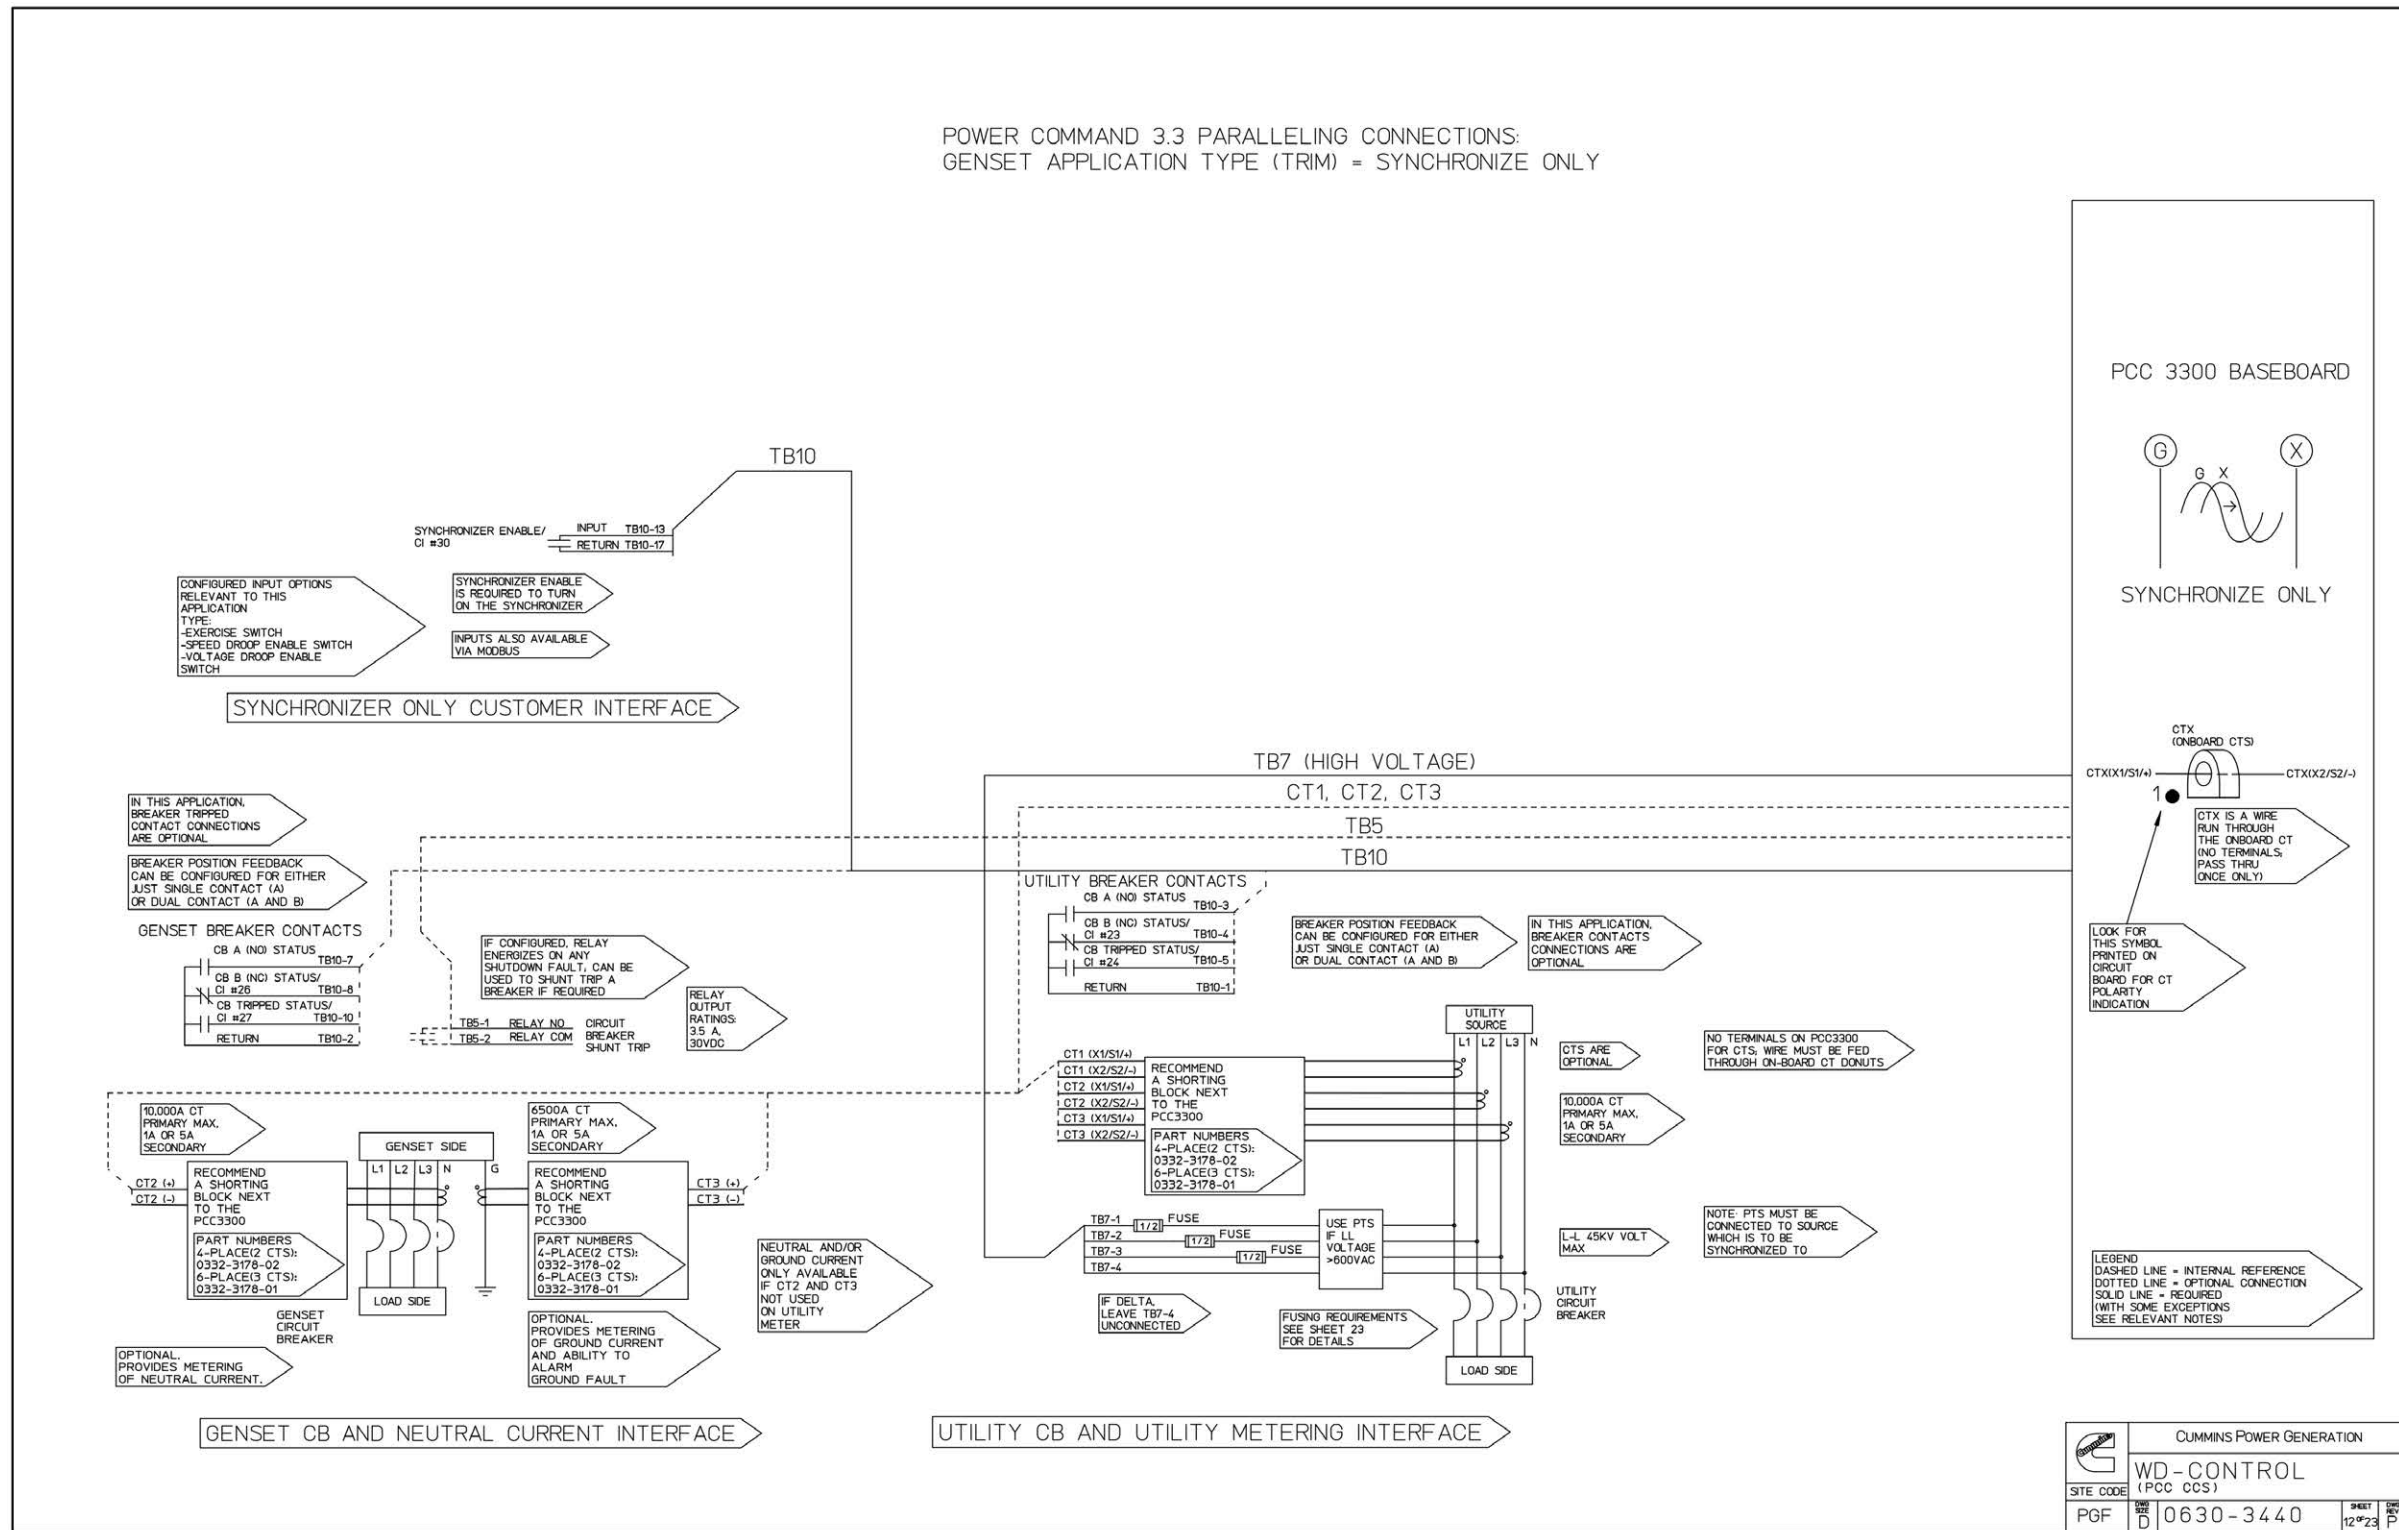 POWER COMMAND 3.3 PARALLELING CONNECTIONS:
GENSET APPLICATION TYPE (TRIM) = SYNCHRONIZE ONLY
TB10
SYNCHRONIZER ENABLE/
CI #30
INPUT TB10-13
RETURN TB10-17
CONFIGURED INPUT OPTIONS
RELEVANT TO THIS
APPLICATION
TYPE:
-EXERCISE SWITCH
-SPEED DROOP ENABLE SWITCH
-VOLTAGE DROOP ENABLE
SWITCH
SYNCHRONIZER ENABLE
IS REQUIRED TO TURN
ON THE SYNCHRONIZER
INPUTS ALSO AVAILABLE
VIA MODBUS
SYNCHRONIZER ONLY CUSTOMER INTERFACE
TB7 (HIGH VOLTAGE)
CT1, CT2, CT3
TB5
TB10
IN THIS APPLICATION,
BREAKER TRIPPED
CONTACT CONNECTIONS
ARE OPTIONAL
BREAKER POSITION FEEDBACK
CAN BE CONFIGURED FOR EITHER
JUST SINGLE CONTACT (A)
OR DUAL CONTACT (A AND B)
GENSET BREAKER CONTACTS
CB A (NO) STATUS
TB10-7
CB B (NC) STATUS/
CI #26 TB10-8
CB TRIPPED STATUS/
CI #27 TB10-10
RETURN TB10-2
IF CONFIGURED, RELAY
ENERGIZES ON ANY
SHUTDOWN FAULT, CAN BE
USED TO SHUNT TRIP A
BREAKER IF REQUIRED
TB5-1 RELAY NO
TB5-2 RELAY COM
CIRCUIT
BREAKER
SHUNT TRIP
RELAY
OUTPUT
RATINGS:
3.5 A,
30VDC
10,000A CT
PRIMARY MAX,
1A OR 5A
SECONDARY
CT2 (+)
CT2 (-)
RECOMMEND
A SHORTING
BLOCK NEXT
TO THE
PCC3300
PART NUMBERS
4-PLACE(2 CTS):
0332-3178-02
6-PLACE(3 CTS):
0332-3178-01
GENSET SIDE
L1 L2 L3 N G
LOAD SIDE
GENSET
CIRCUIT
BREAKER
6500A CT
PRIMARY MAX,
1A OR 5A
SECONDARY
RECOMMEND
A SHORTING
BLOCK NEXT
TO THE
PCC3300
PART NUMBERS
4-PLACE(2 CTS):
0332-3178-02
6-PLACE(3 CTS):
0332-3178-01
CT3 (+)
CT3 (-)
NEUTRAL AND/OR
GROUND CURRENT
ONLY AVAILABLE
IF CT2 AND CT3
NOT USED
ON UTILITY
METER
OPTIONAL.
PROVIDES METERING
OF NEUTRAL CURRENT.
OPTIONAL.
PROVIDES METERING
OF GROUND CURRENT
AND ABILITY TO
ALARM
GROUND FAULT
GENSET CB AND NEUTRAL CURRENT INTERFACE
UTILITY BREAKER CONTACTS
CB A (NO) STATUS
TB10-3
CB B (NC) STATUS/
CI #23 TB10-4
CB TRIPPED STATUS/
CI #24 TB10-5
RETURN TB10-1
BREAKER POSITION FEEDBACK
CAN BE CONFIGURED FOR EITHER
JUST SINGLE CONTACT (A)
OR DUAL CONTACT (A AND B)
IN THIS APPLICATION,
BREAKER CONTACTS
CONNECTIONS ARE
OPTIONAL
UTILITY
SOURCE
L1 L2 L3 N
CT1 (X1/S1/+)
CT1 (X2/S2/-)
CT2 (X1/S1/+)
CT2 (X2/S2/-)
CT3 (X1/S1/+)
CT3 (X2/S2/-)
RECOMMEND
A SHORTING
BLOCK NEXT
TO THE
PCC3300
PART NUMBERS
4-PLACE(2 CTS):
0332-3178-02
6-PLACE(3 CTS):
0332-3178-01
CTS ARE
OPTIONAL
NO TERMINALS ON PCC3300
FOR CTS; WIRE MUST BE FED
THROUGH ON-BOARD CT DONUTS
10,000A CT
PRIMARY MAX,
1A OR 5A
SECONDARY
TB7-1 1/2 FUSE
TB7-2 1/2 FUSE
TB7-3 1/2 FUSE
TB7-4
USE PTS
IF LL
VOLTAGE
>600VAC
L-L 45KV VOLT
MAX
NOTE: PTS MUST BE
CONNECTED TO SOURCE
WHICH IS TO BE
SYNCHRONIZED TO
IF DELTA,
LEAVE TB7-4
UNCONNECTED
FUSING REQUIREMENTS
SEE SHEET 23
FOR DETAILS
UTILITY
CIRCUIT
BREAKER
LOAD SIDE
UTILITY CB AND UTILITY METERING INTERFACE
PCC 3300 BASEBOARD
G X
G X
SYNCHRONIZE ONLY
CTX
(ONBOARD CTS)
CTX(X1/S1/+) CTX(X2/S2/-)
1
CTX IS A WIRE
RUN THROUGH
THE ONBOARD CT
(NO TERMINALS;
PASS THRU
ONCE ONLY)
LOOK FOR
THIS SYMBOL
PRINTED ON
CIRCUIT
BOARD FOR CT
POLARITY
INDICATION
LEGEND
DASHED LINE = INTERNAL REFERENCE
DOTTED LINE = OPTIONAL CONNECTION
SOLID LINE = REQUIRED
(WITH SOME EXCEPTIONS
SEE RELEVANT NOTES)
Cummins
CUMMINS POWER GENERATION
WD-CONTROL
(PCC CCS)
SITE CODE
PGF
DWG SIZE
D
0630-3440
SHEET
12 OF 23